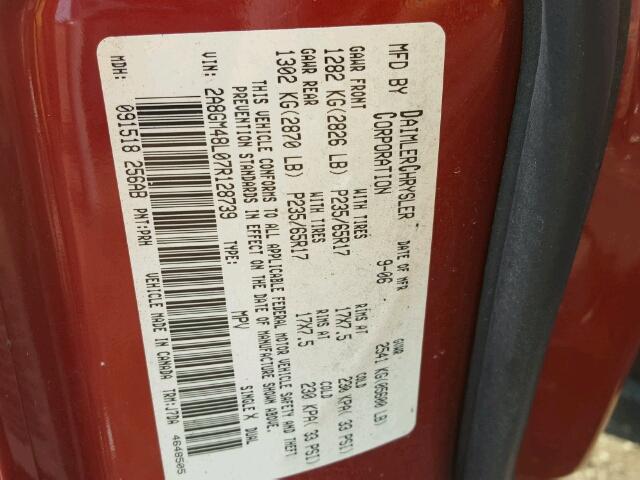 MFD BY DAIMLERCHRYSLER CORPORATION
DATE OF MFR 9-06
GVWR 2541 KG(05600 LB)
GAWR FRONT WITH TIRES RIMS AT COLD
1282 KG(2826 LB) P235/65R17 17X7.5 230 KPA( 33 PSI)
GAWR REAR WITH TIRES RIMS AT COLD
1302 KG(2870 LB) P235/65R17 17X7.5 230 KPA( 33 PSI)
THIS VEHICLE CONFORMS TO ALL APPLICABLE FEDERAL MOTOR VEHICLE SAFETY AND THEFT
PREVENTION STANDARDS IN EFFECT ON THE DATE OF MANUFACTURE SHOWN ABOVE.
VIN: 2A8GM48L07R128739 TYPE: MPV SINGLE X DUAL
MDH: 091518 256AB PNT:PRH VEHICLE MADE IN CANADA TRM:J7DA 4648505